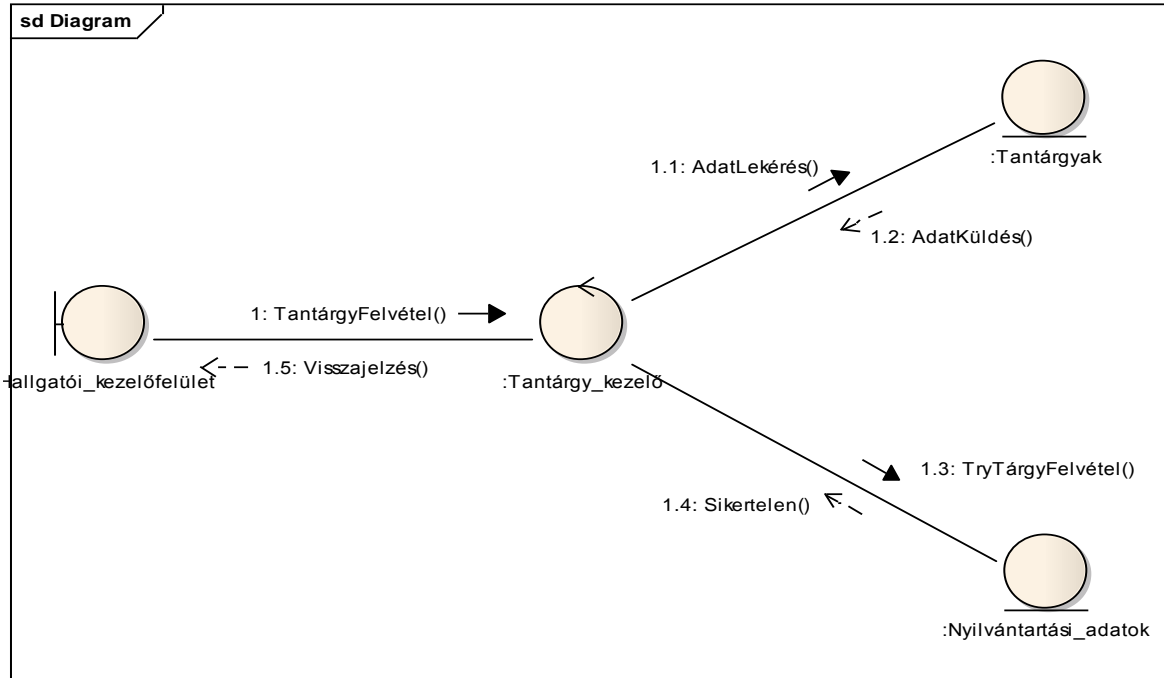 sd Diagram
:Tantárgyak
1.1: AdatLekérés()
1.2: AdatKüldés()
1: TantárgyFelvétel()
1.5: Visszajelzés()
Hallgatói_kezelőfelület
:Tantárgy_kezelő
1.3: TryTárgyFelvétel()
1.4: Sikertelen()
:Nyilvántartási_adatok